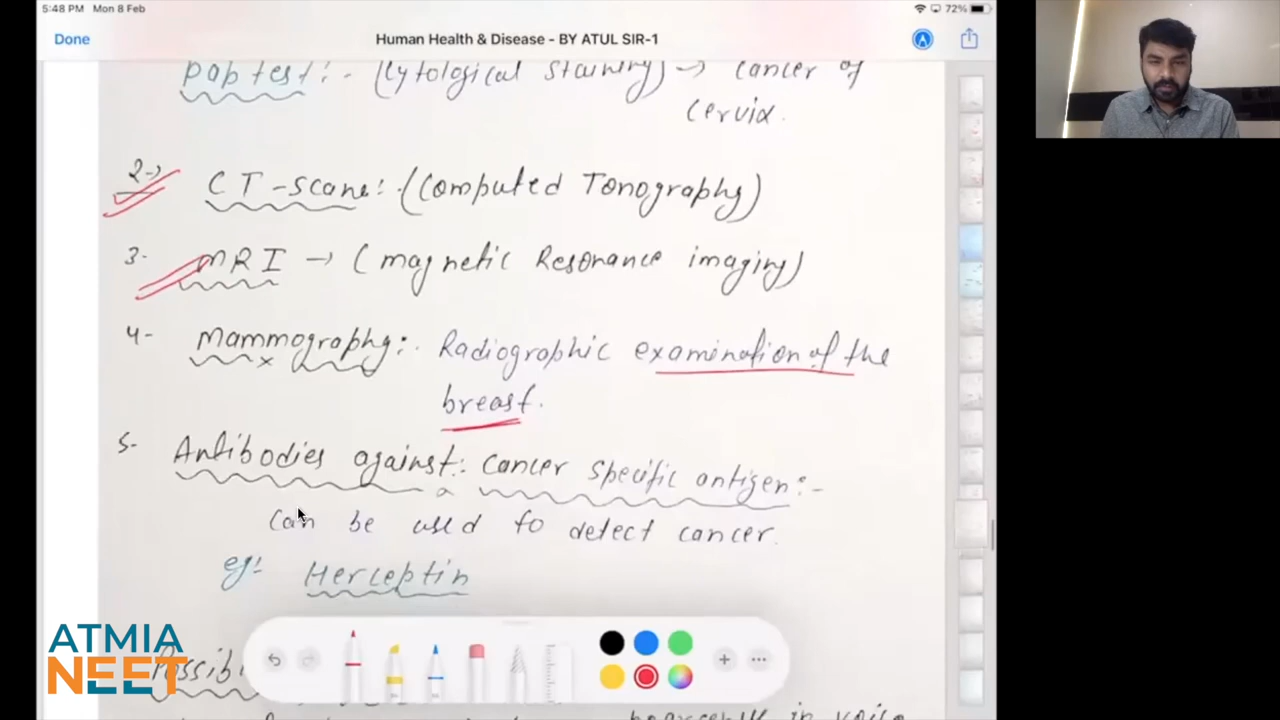 5:48 PM Mon 8 Feb
72%
Done
Human Health & Disease - BY ATUL SIR-1
Pap test:- (Cytological Staining) → Cancer of
Cervix.
2→ CT-scane:- (Computed Tonography)
3- MRI → (magnetic Resonance imaging)
4- Mammography:- Radiographic examination of the
breast.
5- Antibodies against:- Cancer specific antigen:-
Can be used to detect cancer.
eg:- Herceptin
ATMIA
NEET